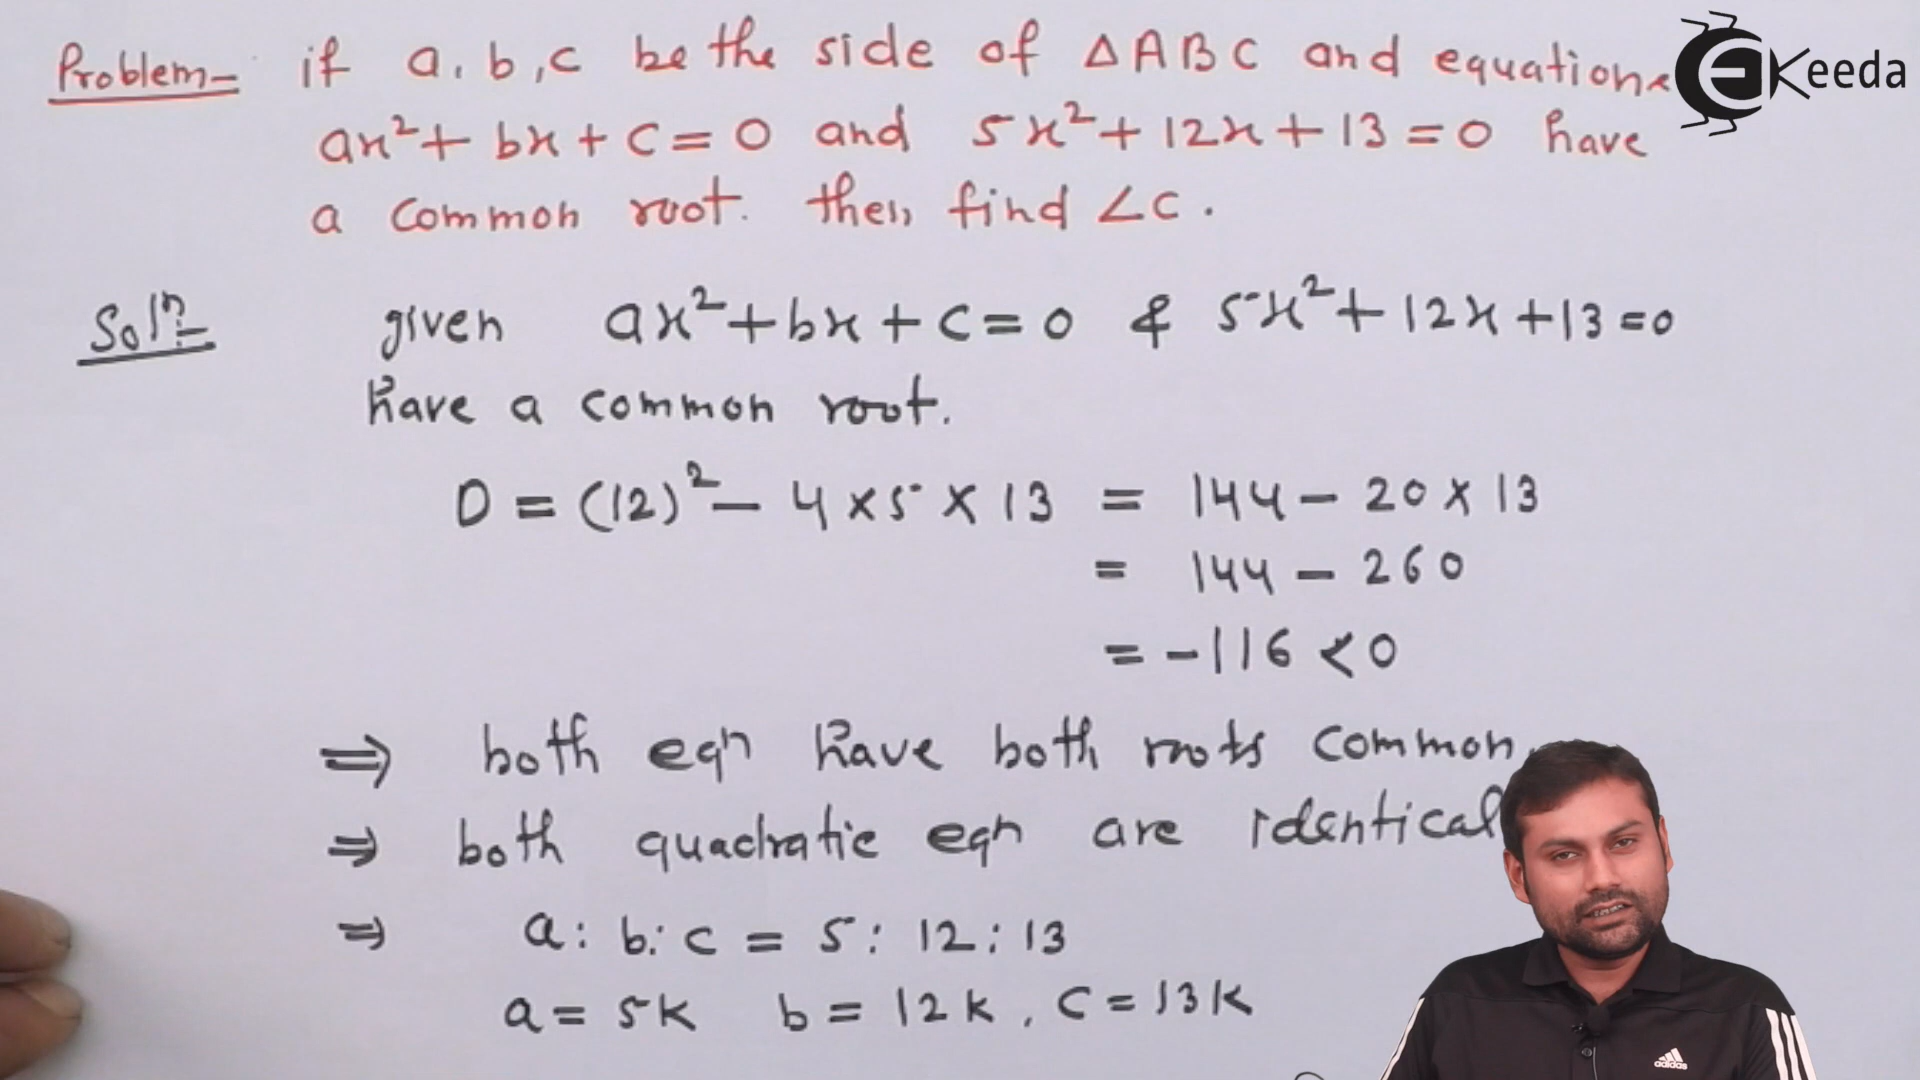 Problem- if a, b, c be the side of △ABC and equations
ax²+ bx + c = 0 and 5x²+ 12x + 13 = 0 have
a common root. then find ∠C.
Solⁿ- given ax²+bx+c=0 & 5x²+12x+13=0
have a common root.
D = (12)² - 4×5×13 = 144 - 20×13
= 144 - 260
= -116 < 0
⇒ both eqn have both roots common.
⇒ both quadratic eqn are identical
⇒ a: b: c = 5: 12: 13
a = 5k b = 12k, c = 13k
EKeeda
adidas